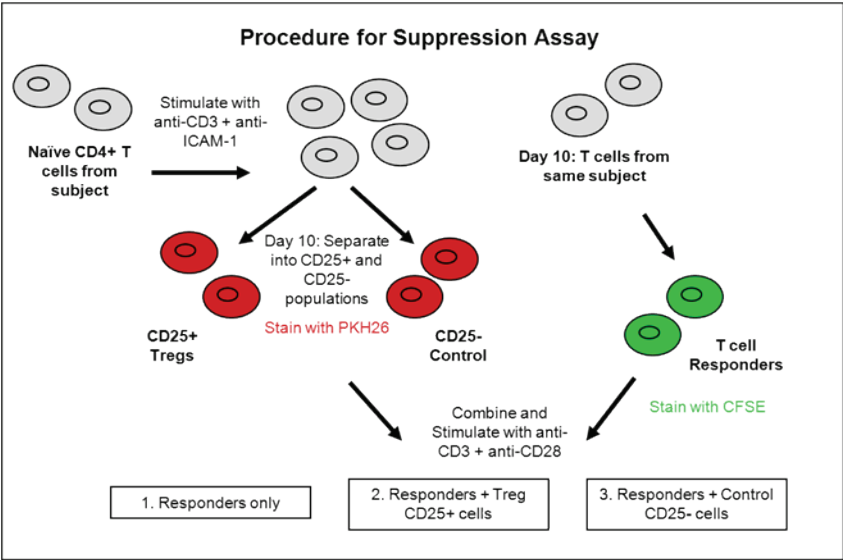 Procedure for Suppression Assay
Stimulate with
anti-CD3 + anti-
ICAM-1
Naïve CD4+ T
cells from
subject
Day 10: T cells from
same subject
Day 10: Separate
into CD25+ and
CD25-
populations
Stain with PKH26
CD25+
Tregs
CD25-
Control
T cell
Responders
Stain with CFSE
Combine and
Stimulate with anti-
CD3 + anti-CD28
1. Responders only
2. Responders + Treg
CD25+ cells
3. Responders + Control
CD25- cells